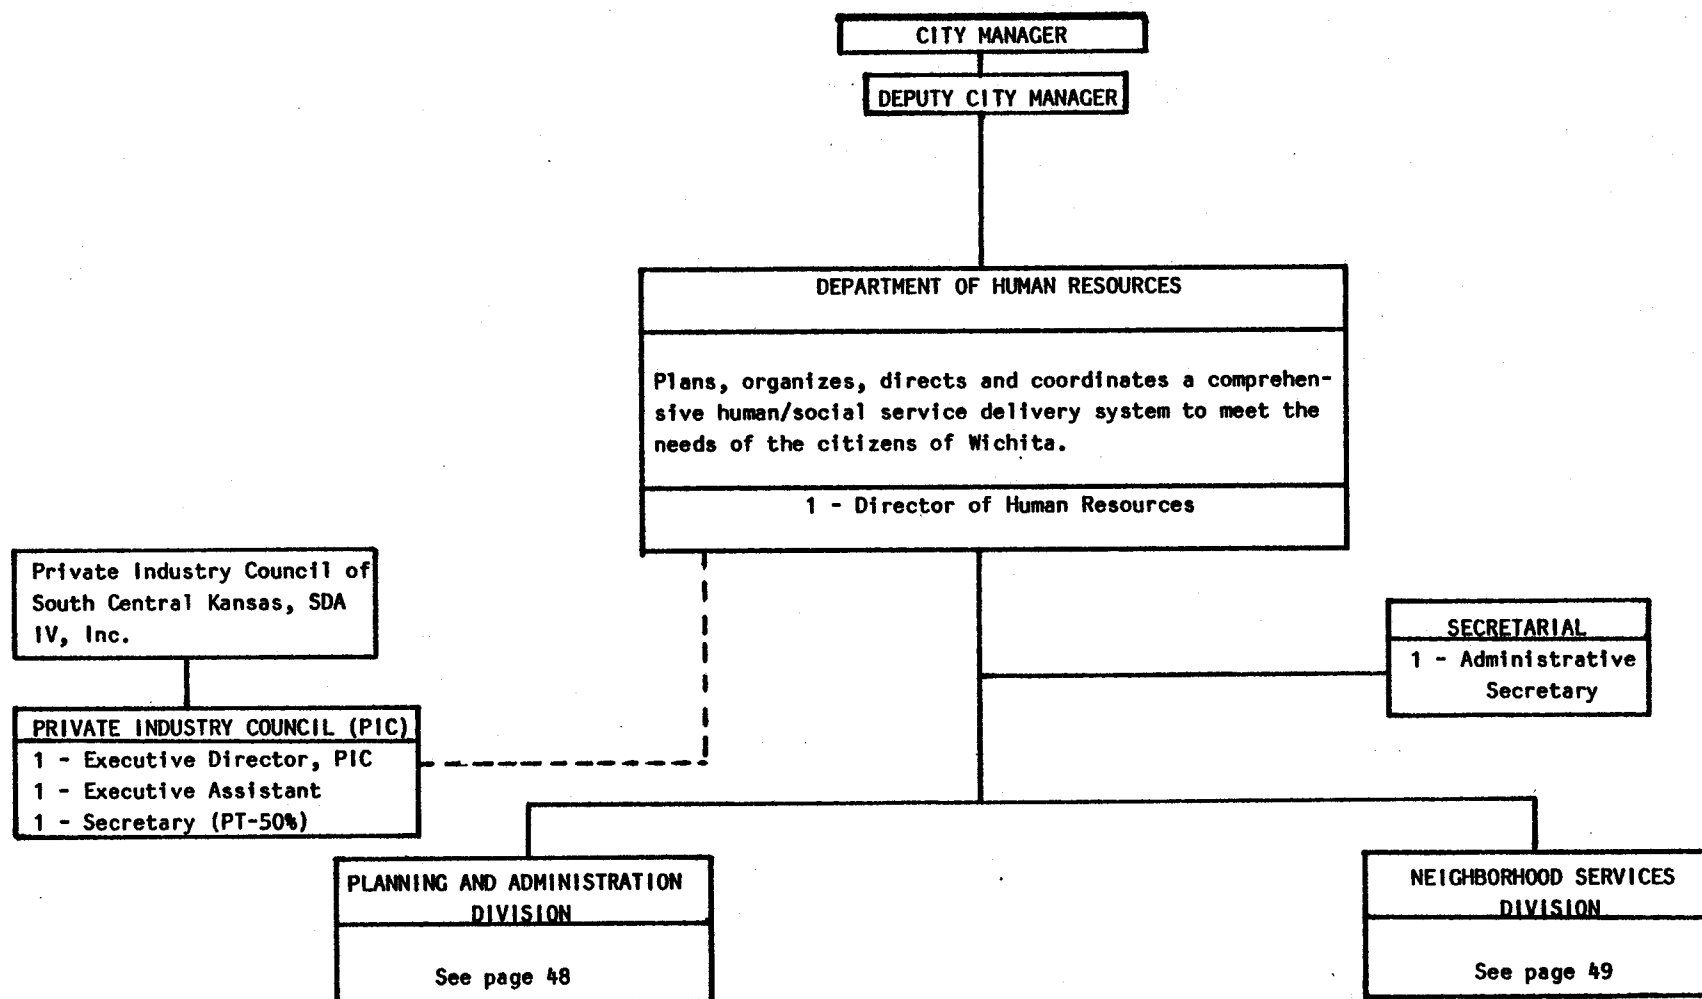 CITY MANAGER
DEPUTY CITY MANAGER
DEPARTMENT OF HUMAN RESOURCES
Plans, organizes, directs and coordinates a comprehen-
sive human/social service delivery system to meet the
needs of the citizens of Wichita.
1 - Director of Human Resources
Private Industry Council of
South Central Kansas, SDA
IV, Inc.
SECRETARIAL
1 - Administrative
Secretary
PRIVATE INDUSTRY COUNCIL (PIC)
1 - Executive Director, PIC
1 - Executive Assistant
1 - Secretary (PT-50%)
PLANNING AND ADMINISTRATION
DIVISION
See page 48
NEIGHBORHOOD SERVICES
DIVISION
See page 49